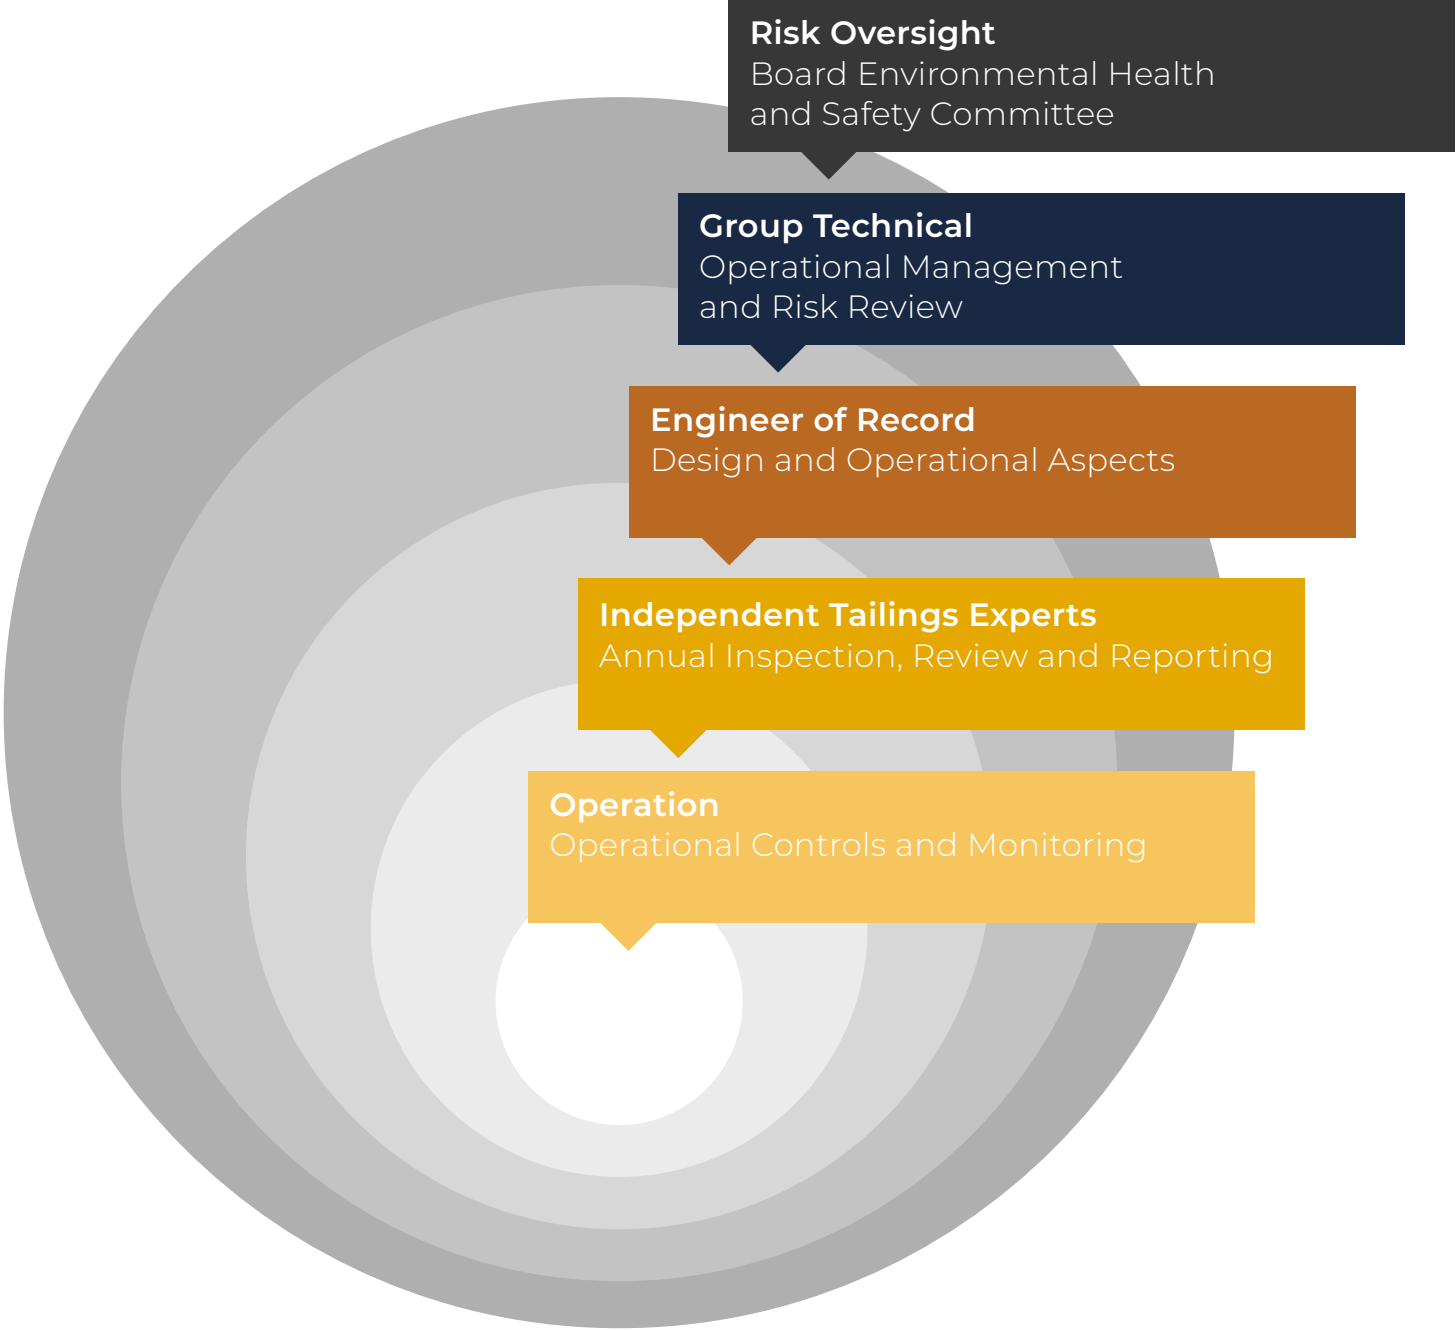 Risk Oversight
Board Environmental Health
and Safety Committee
Group Technical
Operational Management
and Risk Review
Engineer of Record
Design and Operational Aspects
Independent Tailings Experts
Annual Inspection, Review and Reporting
Operation
Operational Controls and Monitoring